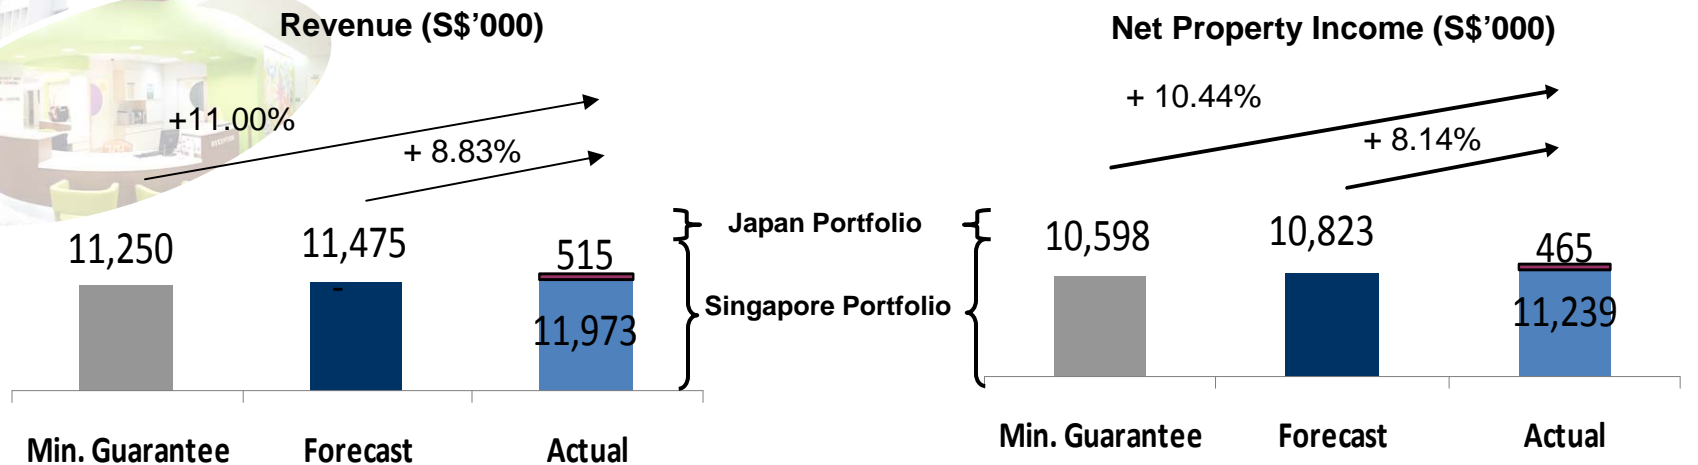 Revenue (S$'000)
+11.00%
+ 8.83%
11,250
11,475
515
-
11,973
Min. Guarantee
Forecast
Actual
Japan Portfolio
Singapore Portfolio
Net Property Income (S$’000)
+ 10.44%
+ 8.14%
10,598
10,823
465
11,239
Min. Guarantee
Forecast
Actual